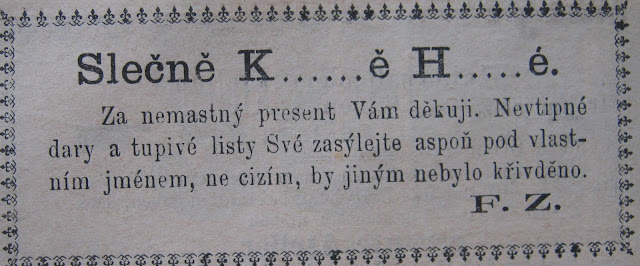 Slečně K......ě H.....é.
Za nemastný present Vám děkuji. Nevtipné
dary a tupivé listy Své zasýlejte aspoň pod vlast-
ním jménem, ne cizím, by jiným nebylo křivděno.
F. Z.